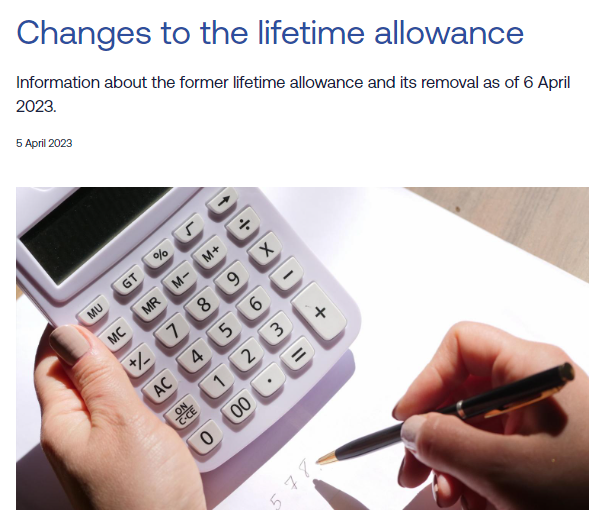 Changes to the lifetime allowance
Information about the former lifetime allowance and its removal as of 6 April
2023.
5 April 2023
→
√ ÷
% M+ X
GT M− 9 −
MU MR 8 6 +
MC 7 5 3
+/− 4 2 =
AC 1 .
ON
C·CE 00
0
578